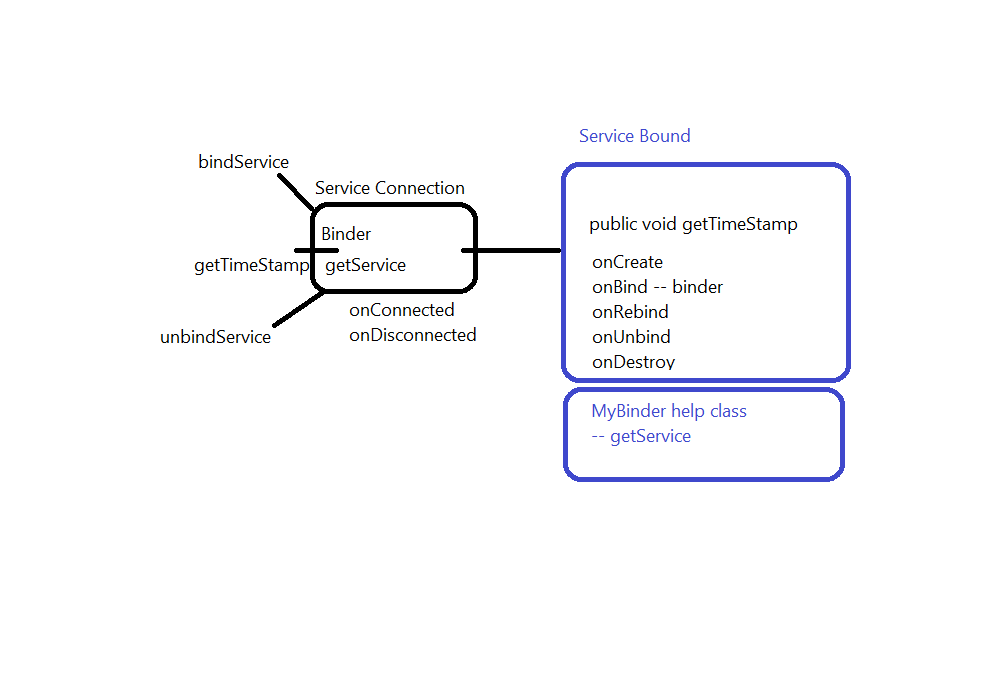 Service Bound
bindService
Service Connection
Binder
getTimeStamp
getService
onConnected
onDisconnected
unbindService
public void getTimeStamp
onCreate
onBind -- binder
onRebind
onUnbind
onDestroy
MyBinder help class
-- getService